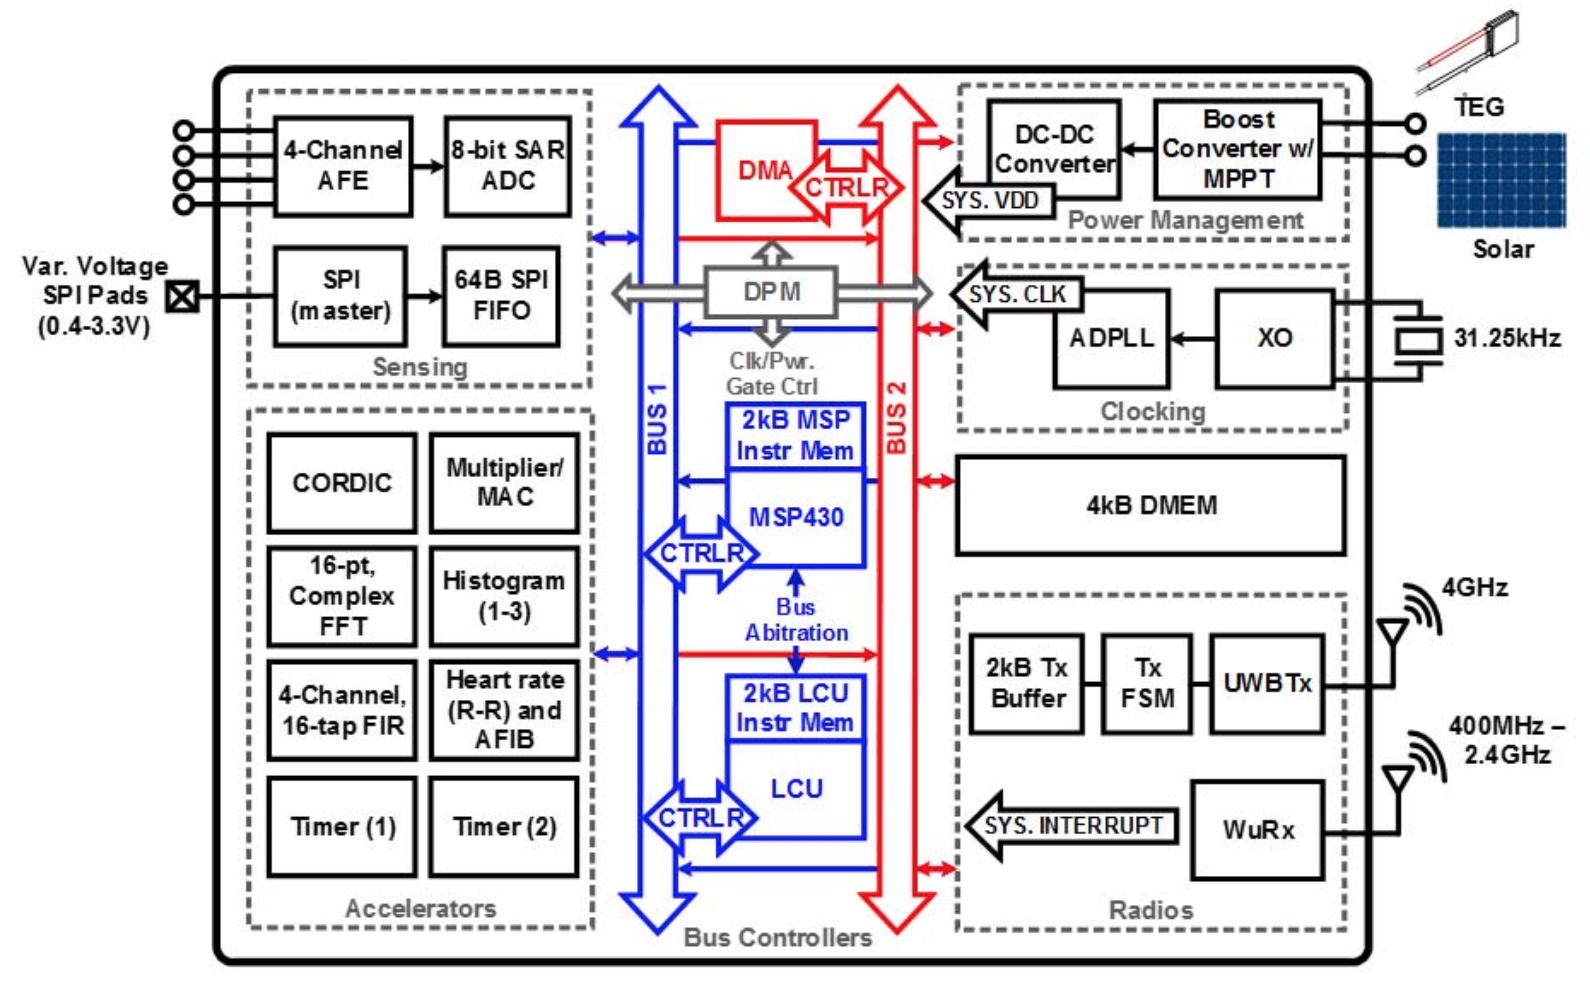 4-Channel
AFE
8-bit SAR
ADC
Var. Voltage
SPI Pads
(0.4-3.3V)
SPI
(master)
64B SPI
FIFO
Sensing
CORDIC
Multiplier/
MAC
16-pt,
Complex
FFT
Histogram
(1-3)
4-Channel,
16-tap FIR
Heart rate
(R-R) and
AFIB
Timer (1)
Timer (2)
Accelerators
BUS 1
DMA
CTRLR
DPM
Clk/Pwr.
Gate Ctrl
2kB MSP
Instr Mem
MSP430
CTRLR
Bus
Abitration
2kB LCU
Instr Mem
LCU
CTRLR
Bus Controllers
BUS 2
DC-DC
Converter
Boost
Converter w/
MPPT
SYS. VDD
Power Management
TEG
Solar
SYS. CLK
ADPLL
XO
31.25kHz
Clocking
4kB DMEM
2kB Tx
Buffer
Tx
FSM
UWBTx
4GHz
SYS. INTERRUPT
WuRx
400MHz –
2.4GHz
Radios